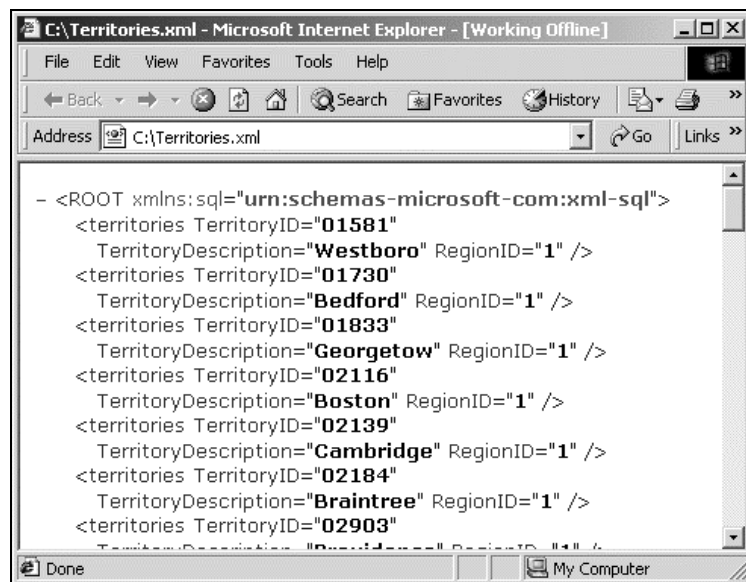 C:\Territories.xml - Microsoft Internet Explorer - [Working Offline]
File Edit View Favorites Tools Help
Back Search Favorites History »
Address C:\Territories.xml Go Links »
- <ROOT xmlns:sql="urn:schemas-microsoft-com:xml-sql">
<territories TerritoryID="01581"
TerritoryDescription="Westboro" RegionID="1" />
<territories TerritoryID="01730"
TerritoryDescription="Bedford" RegionID="1" />
<territories TerritoryID="01833"
TerritoryDescription="Georgetow" RegionID="1" />
<territories TerritoryID="02116"
TerritoryDescription="Boston" RegionID="1" />
<territories TerritoryID="02139"
TerritoryDescription="Cambridge" RegionID="1" />
<territories TerritoryID="02184"
TerritoryDescription="Braintree" RegionID="1" />
<territories TerritoryID="02903"
Done My Computer